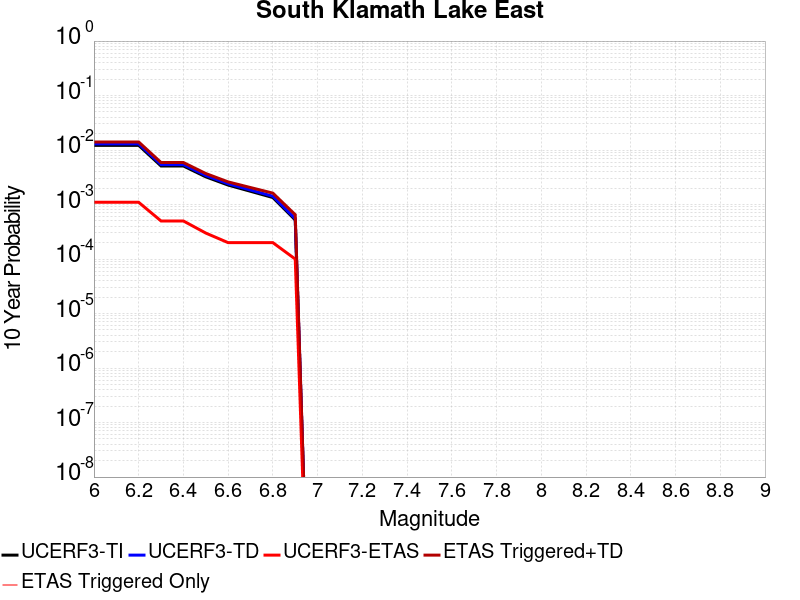 South Klamath Lake East
10 Year Probability
10^0
10^-1
10^-2
10^-3
10^-4
10^-5
10^-6
10^-7
10^-8
6 6.2 6.4 6.6 6.8 7 7.2 7.4 7.6 7.8 8 8.2 8.4 8.6 8.8 9
Magnitude
UCERF3-TI UCERF3-TD UCERF3-ETAS ETAS Triggered+TD
ETAS Triggered Only